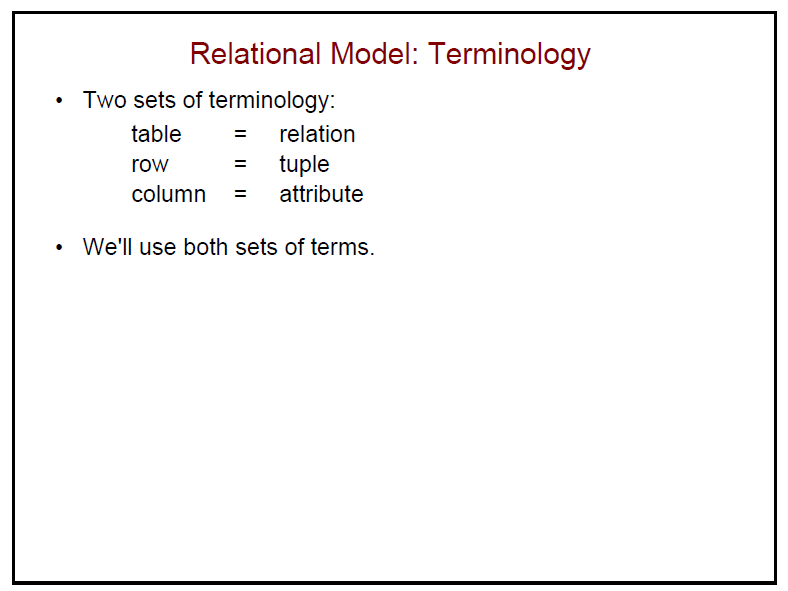 Relational Model: Terminology
• Two sets of terminology:
table = relation
row = tuple
column = attribute
• We'll use both sets of terms.